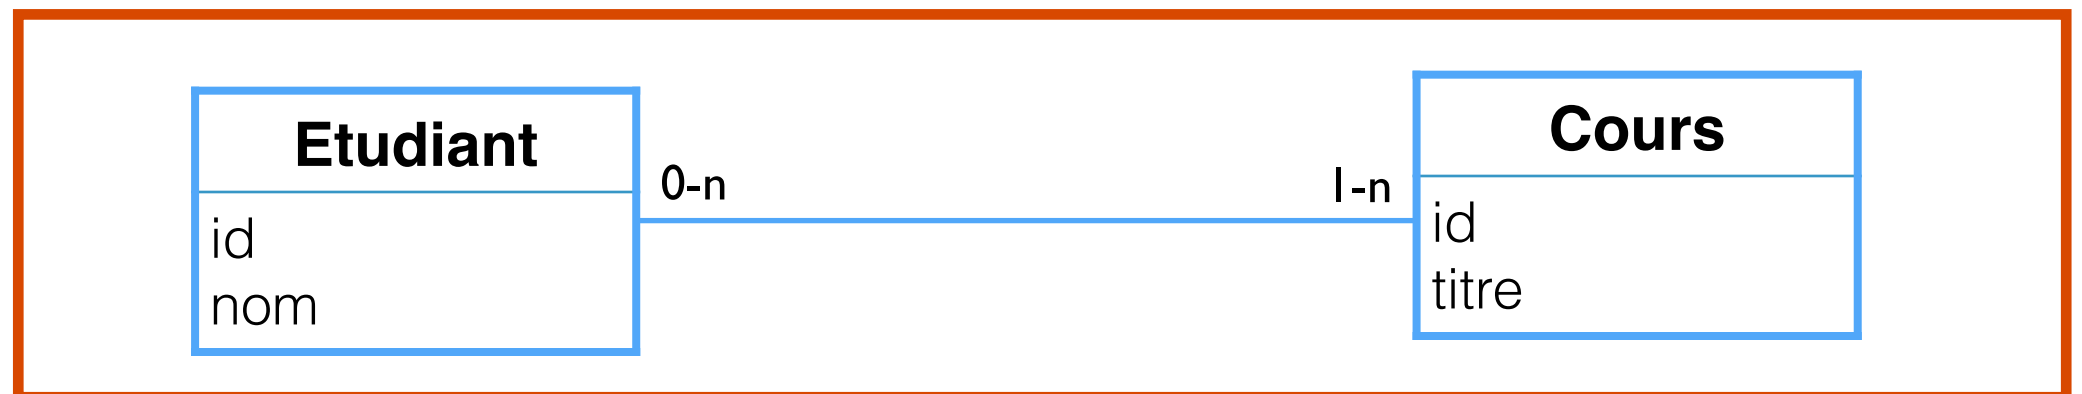 Etudiant
id
nom
0-n
1-n
Cours
id
titre